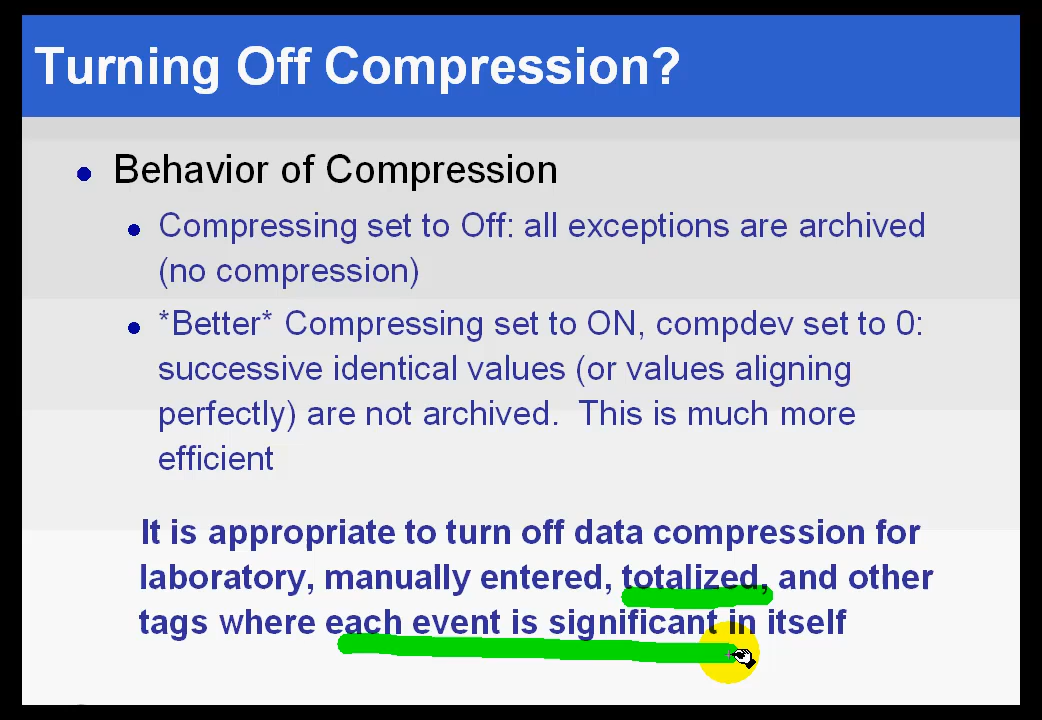 Turning Off Compression?
Behavior of Compression
Compressing set to Off: all exceptions are archived
(no compression)
*Better* Compressing set to ON, compdev set to 0:
successive identical values (or values aligning
perfectly) are not archived.  This is much more
efficient
It is appropriate to turn off data compression for
laboratory, manually entered, totalized, and other
tags where each event is significant in itself